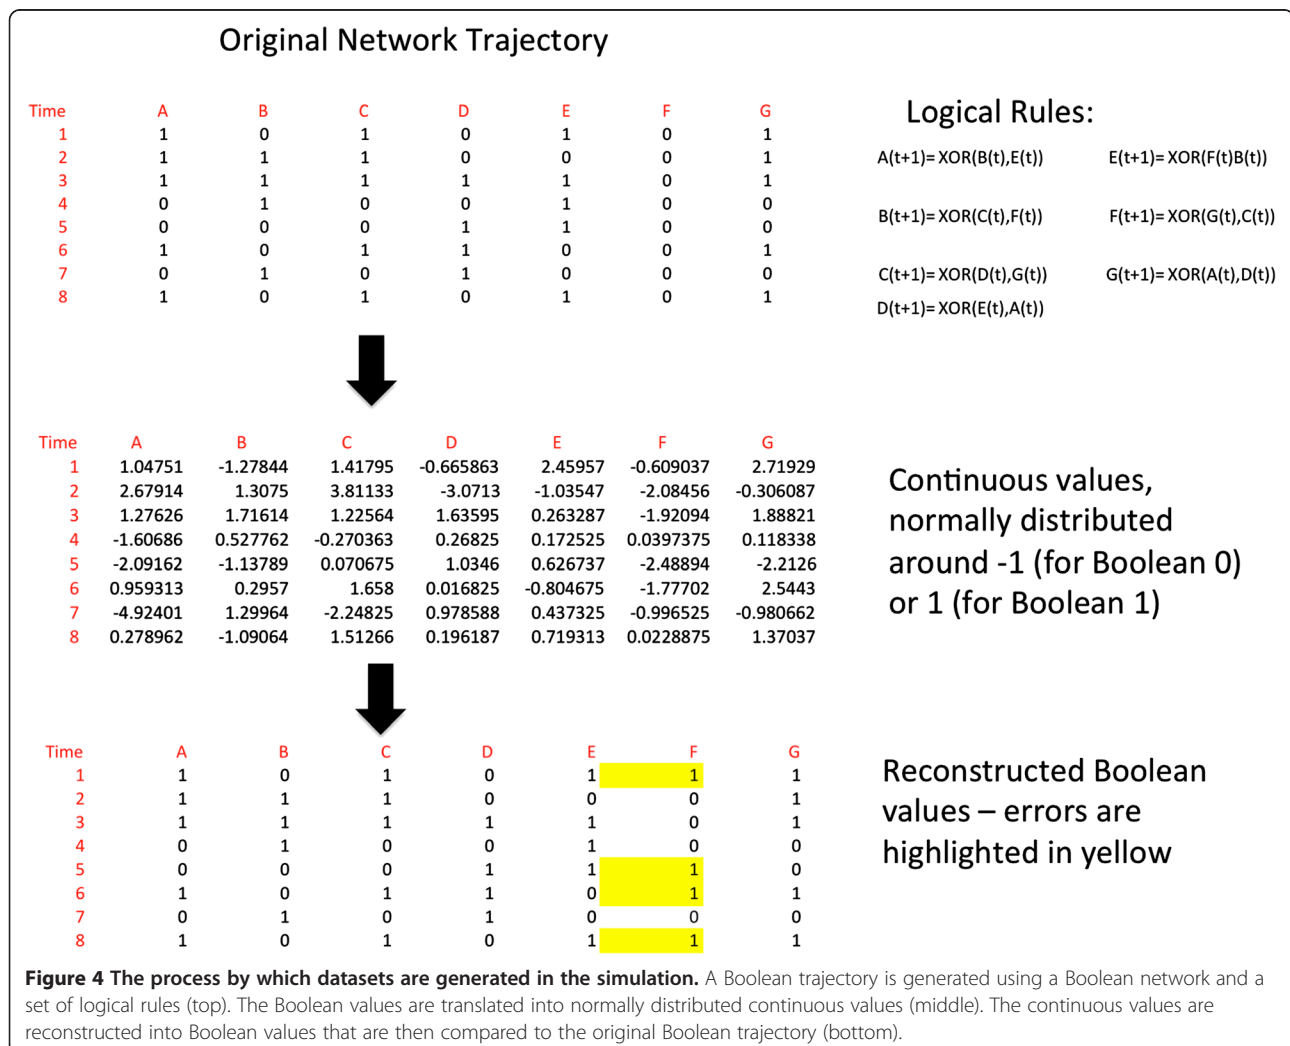 Original Network Trajectory
Time A B C D E F G
1 1 0 1 0 1 0 1
2 1 1 1 0 0 0 1
3 1 1 1 1 1 0 1
4 0 1 0 0 1 0 0
5 0 0 0 1 1 0 0
6 1 0 1 1 0 0 1
7 0 1 0 1 0 0 0
8 1 0 1 0 1 0 1
Logical Rules:
A(t+1)= XOR(B(t),E(t)) E(t+1)= XOR(F(t)B(t))
B(t+1)= XOR(C(t),F(t)) F(t+1)= XOR(G(t),C(t))
C(t+1)= XOR(D(t),G(t)) G(t+1)= XOR(A(t),D(t))
D(t+1)= XOR(E(t),A(t))
Time A B C D E F G
1 1.04751 -1.27844 1.41795 -0.665863 2.45957 -0.609037 2.71929
2 2.67914 1.3075 3.81133 -3.0713 -1.03547 -2.08456 -0.306087
3 1.27626 1.71614 1.22564 1.63595 0.263287 -1.92094 1.88821
4 -1.60686 0.527762 -0.270363 0.26825 0.172525 0.0397375 0.118338
5 -2.09162 -1.13789 0.070675 1.0346 0.626737 -2.48894 -2.2126
6 0.959313 0.2957 1.658 0.016825 -0.804675 -1.77702 2.5443
7 -4.92401 1.29964 -2.24825 0.978588 0.437325 -0.996525 -0.980662
8 0.278962 -1.09064 1.51266 0.196187 0.719313 0.0228875 1.37037
Continuous values,
normally distributed
around -1 (for Boolean 0)
or 1 (for Boolean 1)
Time A B C D E F G
1 1 0 1 0 1 1 1
2 1 1 1 0 0 0 1
3 1 1 1 1 1 0 1
4 0 1 0 0 1 0 0
5 0 0 0 1 1 1 0
6 1 0 1 1 0 1 1
7 0 1 0 1 0 0 0
8 1 0 1 0 1 1 1
Reconstructed Boolean
values – errors are
highlighted in yellow
Figure 4 The process by which datasets are generated in the simulation. A Boolean trajectory is generated using a Boolean network and a
set of logical rules (top). The Boolean values are translated into normally distributed continuous values (middle). The continuous values are
reconstructed into Boolean values that are then compared to the original Boolean trajectory (bottom).